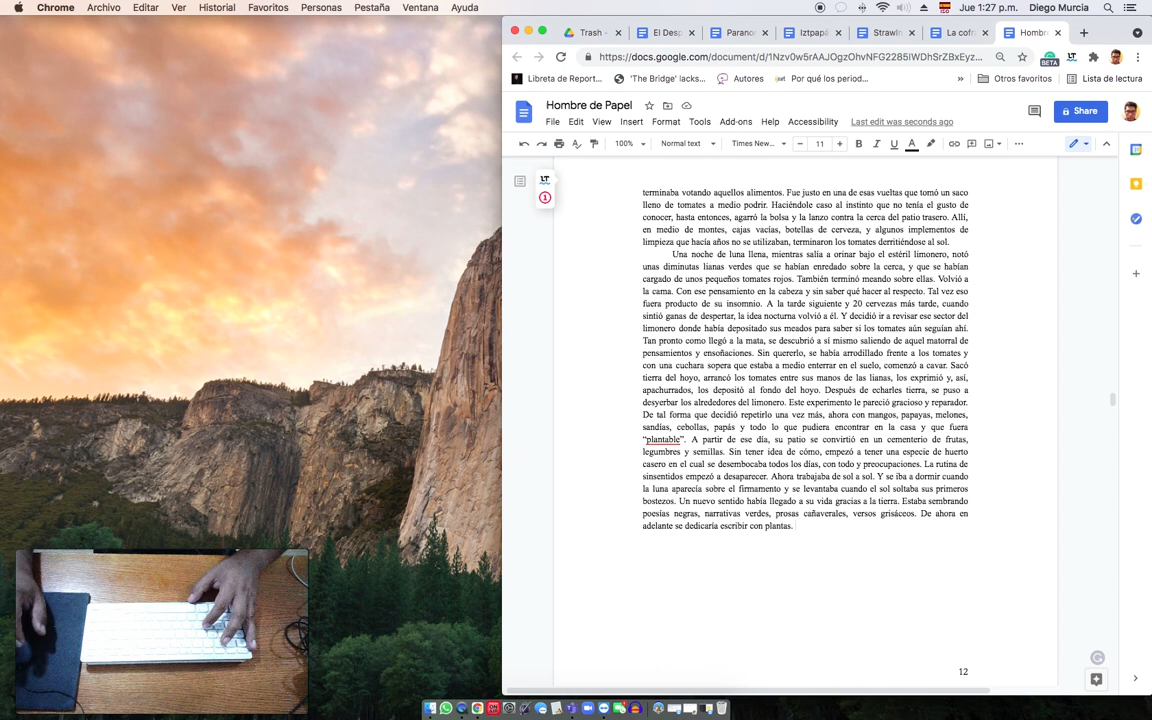 Chrome Archivo Editar Ver Historial Favoritos Personas Pestaña Ventana Ayuda
ISO Jue 1:27 p.m. Diego Murcia
Trash - El Desp Parano Iztpapá Strawin La cofr Hombr
https://docs.google.com/document/d/1Nzv0w5rAAJOgzOhvNFG2285IWDhSrZBxEyz...
BETA
Libreta de Report... 'The Bridge' lacks... Autores Por qué los period... » Otros favoritos Lista de lectura
Hombre de Papel
Share
File Edit View Insert Format Tools Add-ons Help Accessibility Last edit was seconds ago
100% Normal text Times New... 11 B I U A
LT
1
terminaba votando aquellos alimentos. Fue justo en una de esas vueltas que tomó un saco
lleno de tomates a medio podrir. Haciéndole caso al instinto que no tenía el gusto de
conocer, hasta entonces, agarró la bolsa y la lanzo contra la cerca del patio trasero. Allí,
en medio de montes, cajas vacías, botellas de cerveza, y algunos implementos de
limpieza que hacía años no se utilizaban, terminaron los tomates derritiéndose al sol.
Una noche de luna llena, mientras salía a orinar bajo el estéril limonero, notó
unas diminutas lianas verdes que se habían enredado sobre la cerca, y que se habían
cargado de unos pequeños tomates rojos. También terminó meando sobre ellas. Volvió a
la cama. Con ese pensamiento en la cabeza y sin saber qué hacer al respecto. Tal vez eso
fuera producto de su insomnio. A la tarde siguiente y 20 cervezas más tarde, cuando
sintió ganas de despertar, la idea nocturna volvió a él. Y decidió ir a revisar ese sector del
limonero donde había depositado sus meados para saber si los tomates aún seguían ahí.
Tan pronto como llegó a la mata, se descubrió a sí mismo saliendo de aquel matorral de
pensamientos y ensoñaciones. Sin quererlo, se había arrodillado frente a los tomates y
con una cuchara sopera que estaba a medio enterrar en el suelo, comenzó a cavar. Sacó
tierra del hoyo, arrancó los tomates entre sus manos de las lianas, los exprimió y, así,
apachurrados, los depositó al fondo del hoyo. Después de echarles tierra, se puso a
desyerbar los alrededores del limonero. Este experimento le pareció gracioso y reparador.
De tal forma que decidió repetirlo una vez más, ahora con mangos, papayas, melones,
sandías, cebollas, papás y todo lo que pudiera encontrar en la casa y que fuera
“plantable”. A partir de ese día, su patio se convirtió en un cementerio de frutas,
legumbres y semillas. Sin tener idea de cómo, empezó a tener una especie de huerto
casero en el cual se desembocaba todos los días, con todo y preocupaciones. La rutina de
sinsentidos empezó a desaparecer. Ahora trabajaba de sol a sol. Y se iba a dormir cuando
la luna aparecía sobre el firmamento y se levantaba cuando el sol soltaba sus primeros
bostezos. Un nuevo sentido había llegado a su vida gracias a la tierra. Estaba sembrando
poesías negras, narrativas verdes, prosas cañaverales, versos grisáceos. De ahora en
adelante se dedicaría escribir con plantas.
12